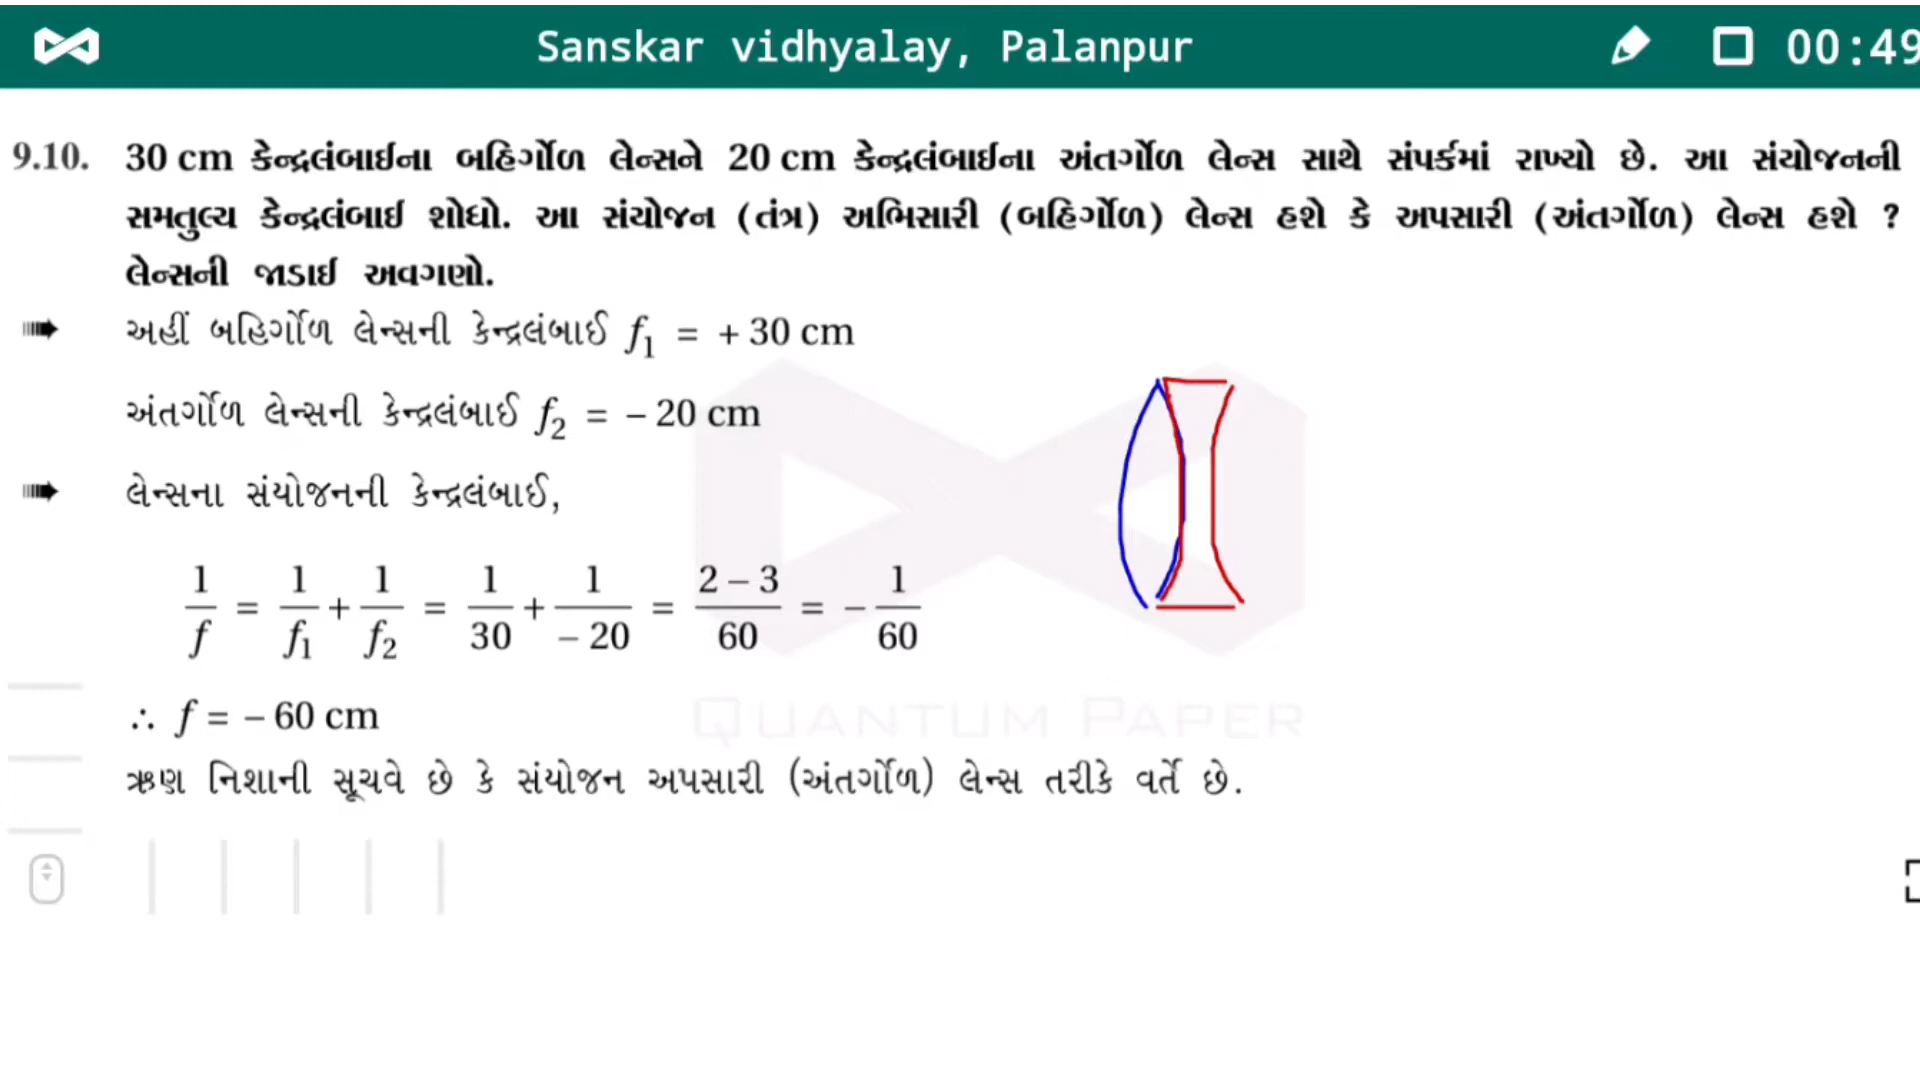 Sanskar vidhyalay, Palanpur
00:49
9.10. 30 cm કેન્દ્રલંબાઈના બહિર્ગોળ લેન્સને 20 cm કેન્દ્રલંબાઈના અંતર્ગોળ લેન્સ સાથે સંપર્કમાં રાખ્યો છે. આ સંયોજનની
સમતુલ્ય કેન્દ્રલંબાઈ શોધો. આ સંયોજન (તંત્ર) અભિસારી (બહિર્ગોળ) લેન્સ હશે કે અપસારી (અંતર્ગોળ) લેન્સ હશે ?
લેન્સની જાડાઈ અવગણો.
➠ અહીં બહિર્ગોળ લેન્સની કેન્દ્રલંબાઈ f₁ = + 30 cm
અંતર્ગોળ લેન્સની કેન્દ્રલંબાઈ f₂ = – 20 cm
➠ લેન્સના સંયોજનની કેન્દ્રલંબાઈ,
1/f = 1/f₁ + 1/f₂ = 1/30 + 1/– 20 = 2 – 3/60 = – 1/60
∴ f = – 60 cm
QUANTUM PAPER
ઋણ નિશાની સૂચવે છે કે સંયોજન અપસારી (અંતર્ગોળ) લેન્સ તરીકે વર્તે છે.